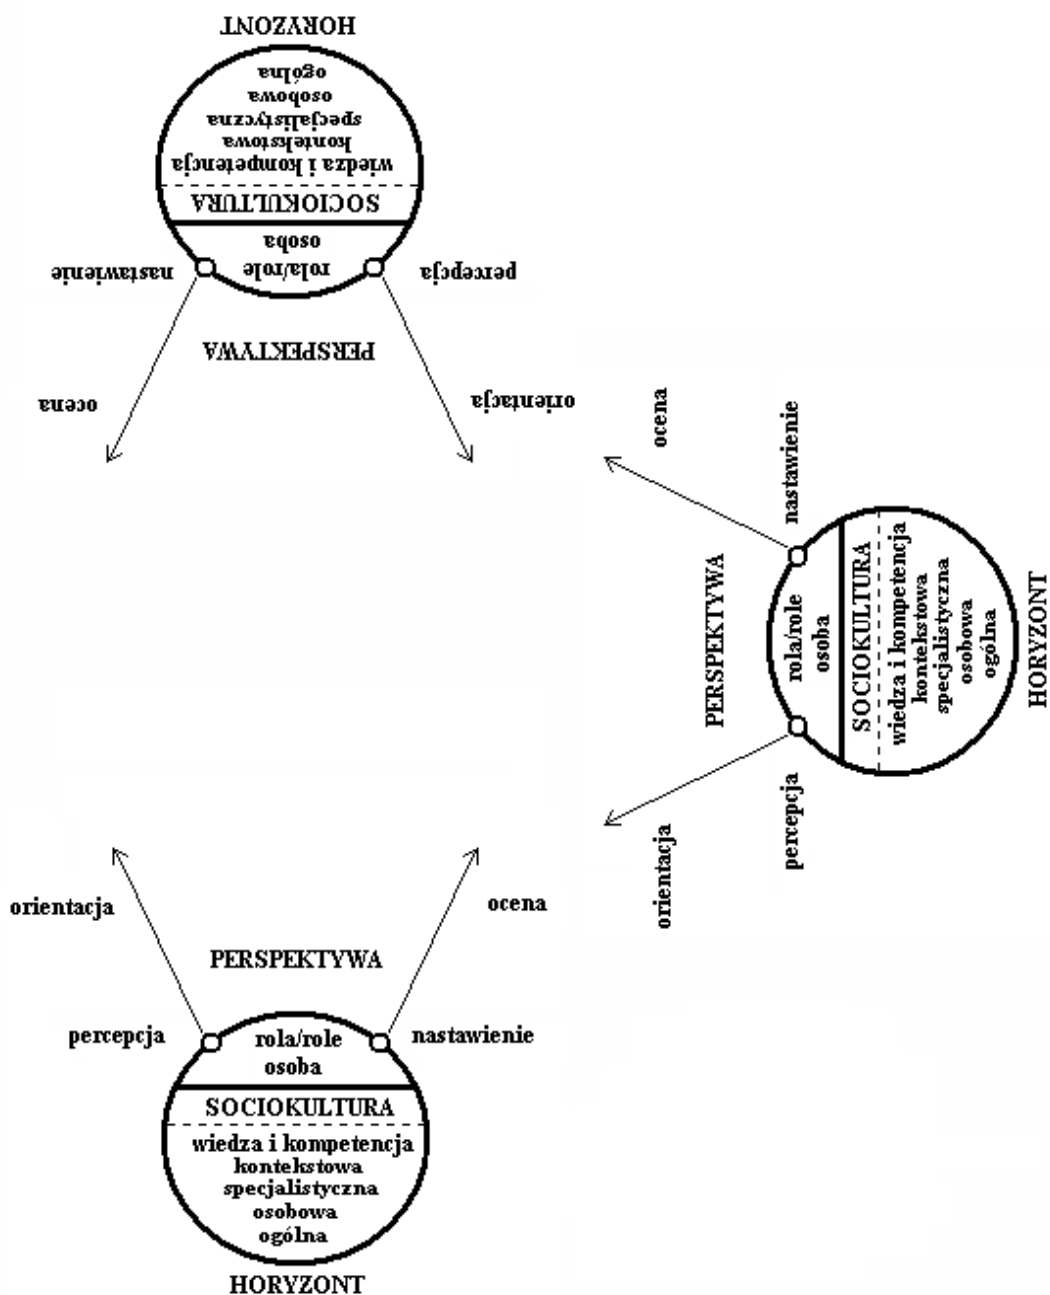 HORYZONT
ogólna
osobowa
specjalistyczna
kontekstowa
wiedza i kompetencja
SOCIOKULTURA
osoba
rola/role
nastawienie
percepcja
PERSPEKTYWA
ocena
orientacja
ocena
nastawienie
PERSPEKTYWA
rola/role
osoba
SOCIOKULTURA
wiedza i kompetencja
kontekstowa
specjalistyczna
osobowa
ogólna
HORYZONT
percepcja
orientacja
orientacja
ocena
PERSPEKTYWA
percepcja
rola/role
nastawienie
osoba
SOCIOKULTURA
wiedza i kompetencja
kontekstowa
specjalistyczna
osobowa
ogólna
HORYZONT